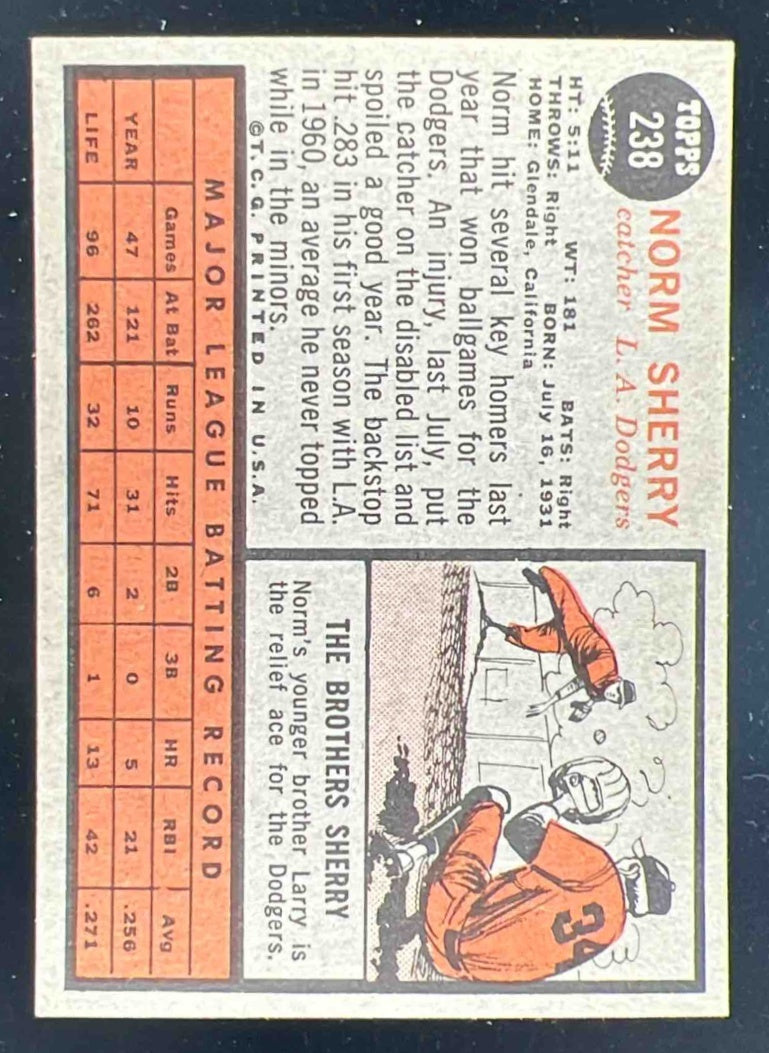 TOPPS
238
NORM SHERRY
catcher L. A. Dodgers
HT: 5:11 WT: 181 BATS: Right
THROWS: Right BORN: July 16, 1931
HOME: Glendale, California
Norm hit several key homers last
year that won ballgames for the
Dodgers. An injury, last July, put
the catcher on the disabled list and
spoiled a good year. The backstop
hit .283 in his first season with L.A.
in 1960, an average he never topped
while in the minors.
©T. C. G. PRINTED IN U.S.A.
34
THE BROTHERS SHERRY
Norm's younger brother Larry is
the relief ace for the Dodgers.
MAJOR LEAGUE BATTING RECORD
Games At Bat Runs Hits 2B 3B HR RBI Avg
YEAR 47 121 10 31 2 0 5 21 .256
LIFE 96 262 32 71 6 1 13 42 .271